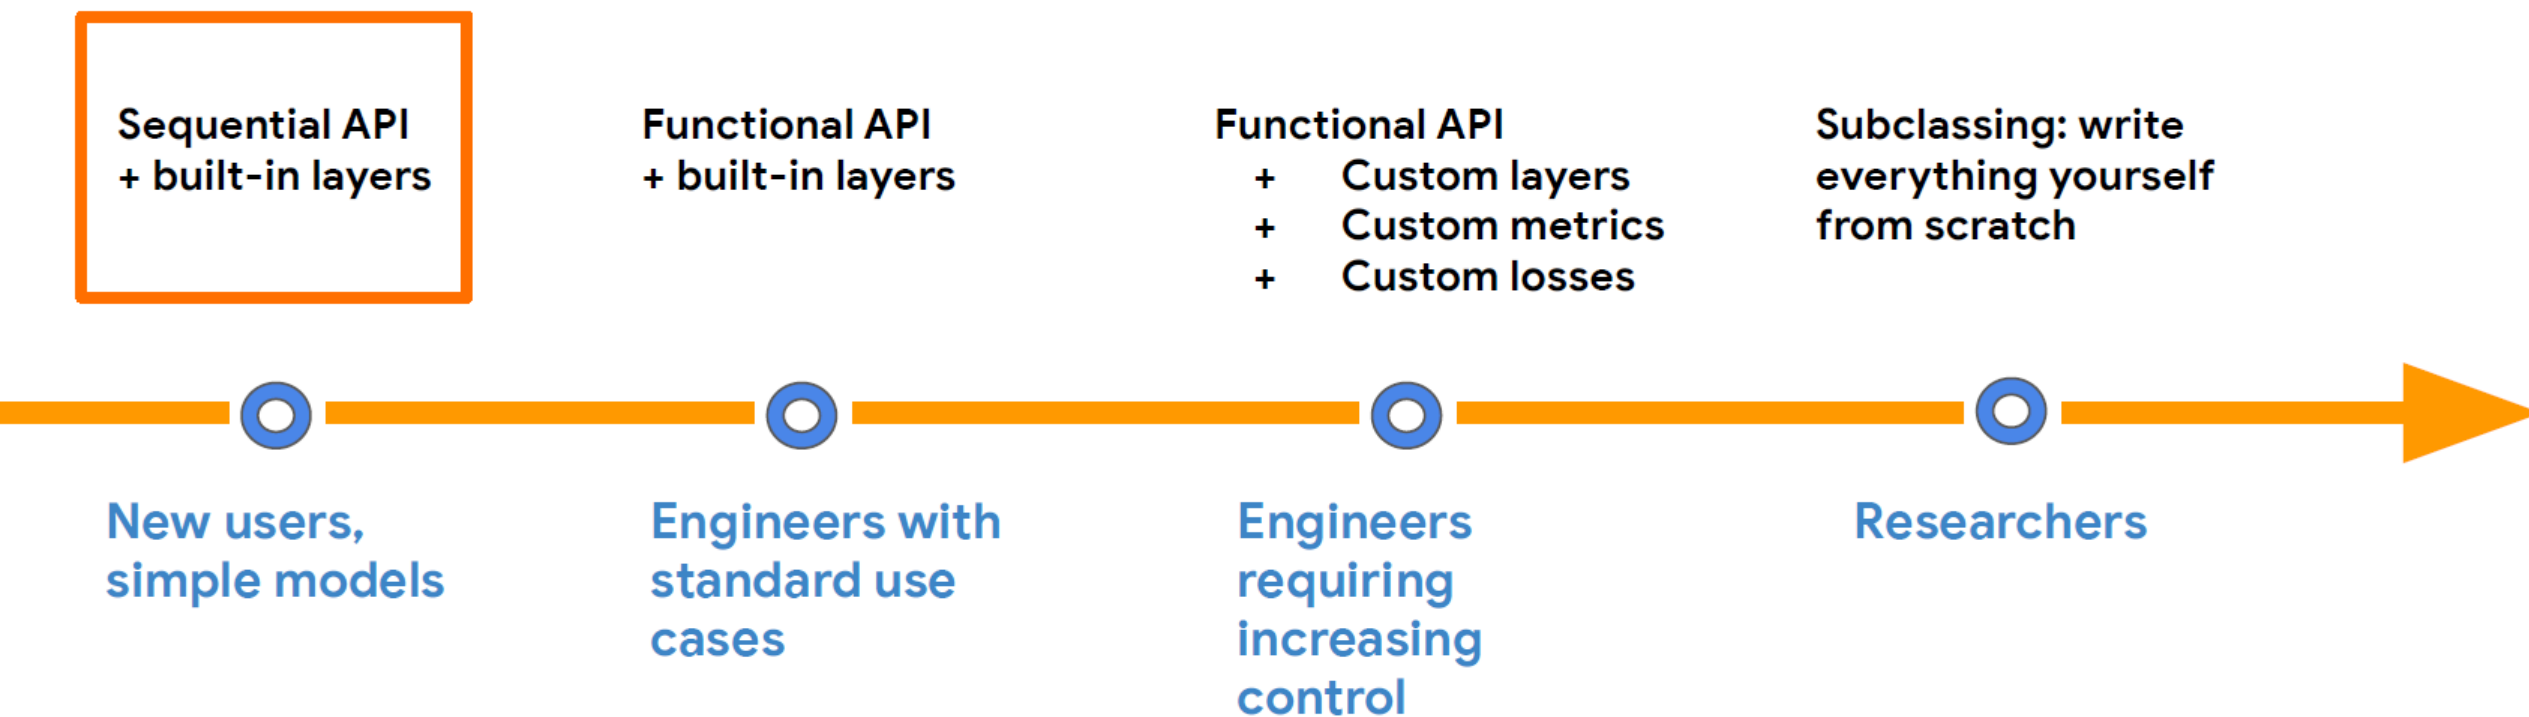 Sequential API
+ built-in layers
Functional API
+ built-in layers
Functional API
+ Custom layers
+ Custom metrics
+ Custom losses
Subclassing: write
everything yourself
from scratch
New users,
simple models
Engineers with
standard use
cases
Engineers
requiring
increasing
control
Researchers